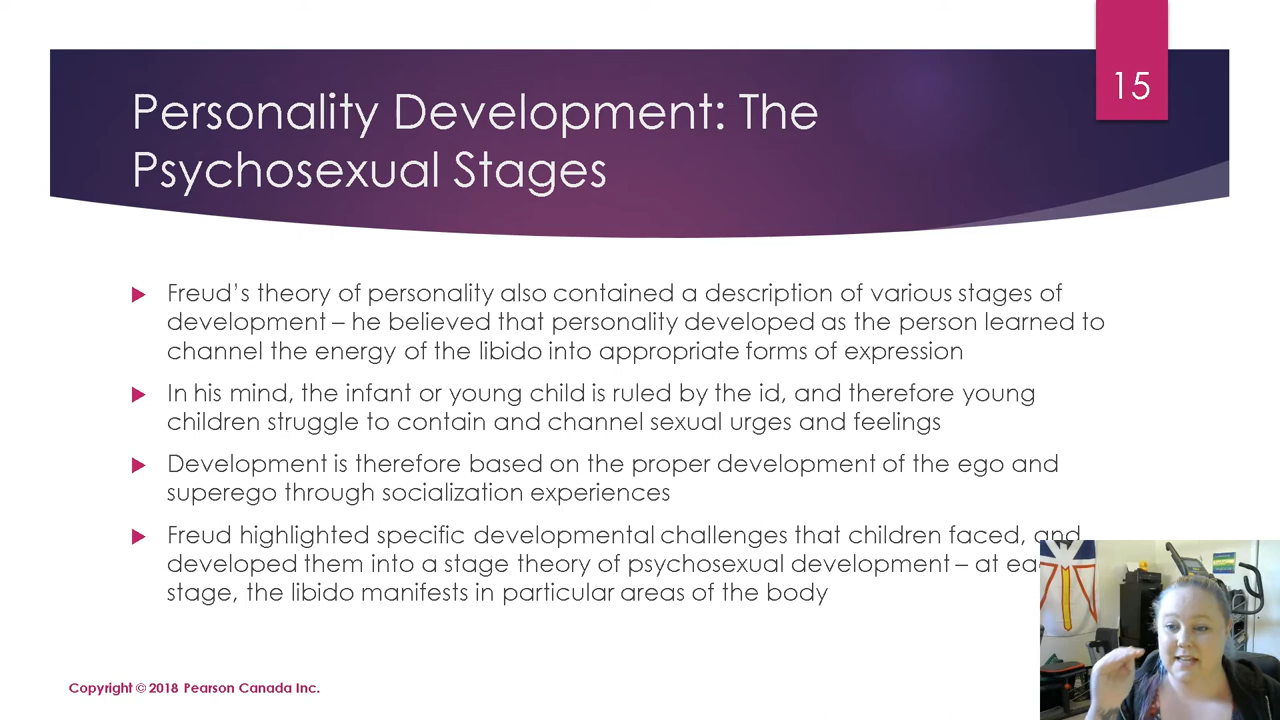 15
Personality Development: The
Psychosexual Stages
Freud’s theory of personality also contained a description of various stages of
development – he believed that personality developed as the person learned to
channel the energy of the libido into appropriate forms of expression
In his mind, the infant or young child is ruled by the id, and therefore young
children struggle to contain and channel sexual urges and feelings
Development is therefore based on the proper development of the ego and
superego through socialization experiences
Freud highlighted specific developmental challenges that children faced, and
developed them into a stage theory of psychosexual development – at
stage, the libido manifests in particular areas of the body
Copyright © 2018 Pearson Canada Inc.